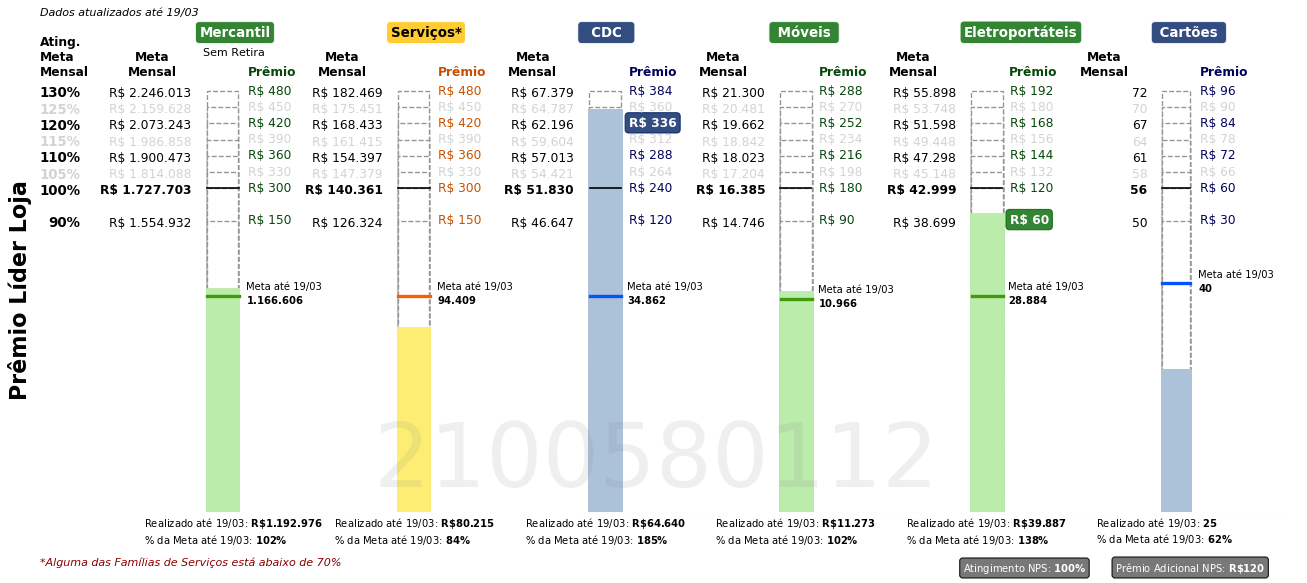 Dados atualizados até 19/03
Mercantil Serviços* CDC Móveis Eletroportáteis Cartões
Sem Retira
Ating.
Meta
Mensal
Meta
Mensal Prêmio Meta
Mensal Prêmio Meta
Mensal Prêmio Meta
Mensal Prêmio Meta
Mensal Prêmio Meta
Mensal Prêmio
130% R$ 2.246.013 R$ 480 R$ 182.469 R$ 480 R$ 67.379 R$ 384 R$ 21.300 R$ 288 R$ 55.898 R$ 192 72 R$ 96
125% R$ 2.159.628 R$ 450 R$ 175.451 R$ 450 R$ 64.787 R$ 360 R$ 20.481 R$ 270 R$ 53.748 R$ 180 70 R$ 90
120% R$ 2.073.243 R$ 420 R$ 168.433 R$ 420 R$ 62.196 R$ 336 R$ 19.662 R$ 252 R$ 51.598 R$ 168 67 R$ 84
115% R$ 1.986.858 R$ 390 R$ 161.415 R$ 390 R$ 59.604 R$ 312 R$ 18.842 R$ 234 R$ 49.448 R$ 156 64 R$ 78
110% R$ 1.900.473 R$ 360 R$ 154.397 R$ 360 R$ 57.013 R$ 288 R$ 18.023 R$ 216 R$ 47.298 R$ 144 61 R$ 72
105% R$ 1.814.088 R$ 330 R$ 147.379 R$ 330 R$ 54.421 R$ 264 R$ 17.204 R$ 198 R$ 45.148 R$ 132 58 R$ 66
100% R$ 1.727.703 R$ 300 R$ 140.361 R$ 300 R$ 51.830 R$ 240 R$ 16.385 R$ 180 R$ 42.999 R$ 120 56 R$ 60
90% R$ 1.554.932 R$ 150 R$ 126.324 R$ 150 R$ 46.647 R$ 120 R$ 14.746 R$ 90 R$ 38.699 R$ 60 50 R$ 30
Prêmio Líder Loja
Meta até 19/03 Meta até 19/03 Meta até 19/03 Meta até 19/03 Meta até 19/03 Meta até 19/03
1.166.606 94.409 34.862 10.966 28.884 40
2100580112
Realizado até 19/03: R$1.192.976 Realizado até 19/03: R$80.215 Realizado até 19/03: R$64.640 Realizado até 19/03: R$11.273 Realizado até 19/03: R$39.887 Realizado até 19/03: 25
% da Meta até 19/03: 102% % da Meta até 19/03: 84% % da Meta até 19/03: 185% % da Meta até 19/03: 102% % da Meta até 19/03: 138% % da Meta até 19/03: 62%
*Alguma das Famílias de Serviços está abaixo de 70%
Atingimento NPS: 100% Prêmio Adicional NPS: R$120